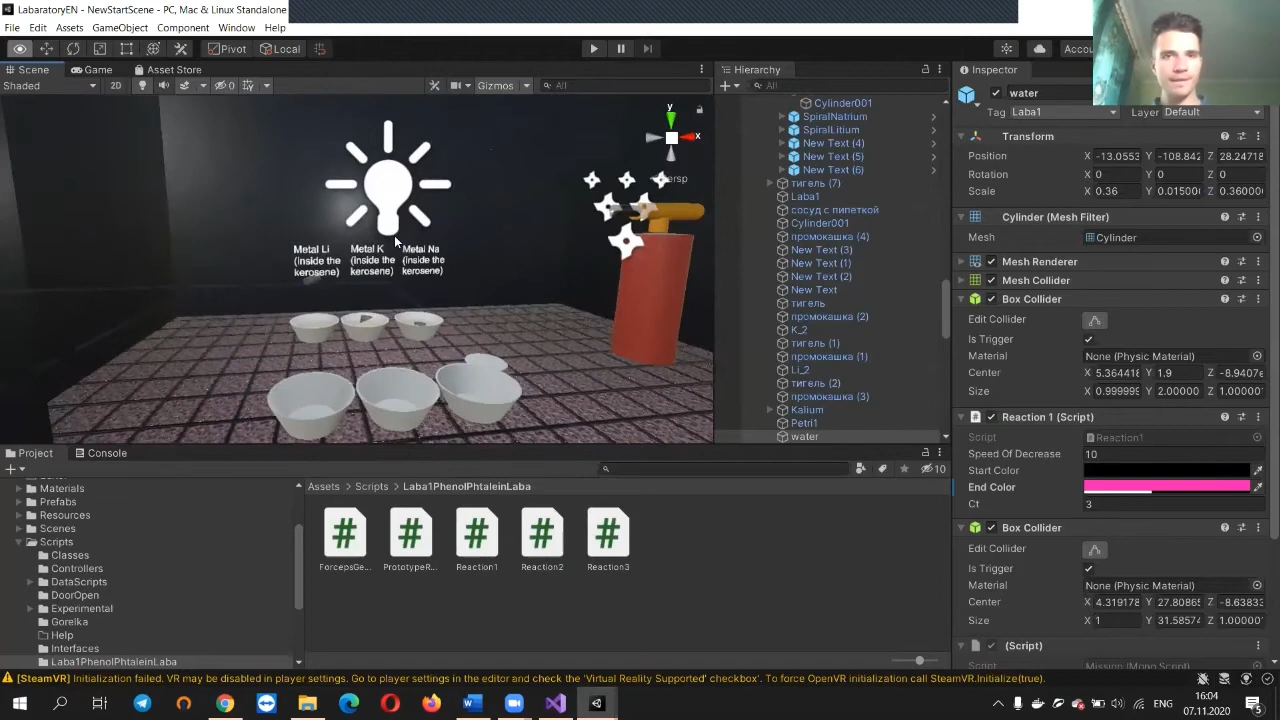 LabaratoryEN - NewStartScene - PC, Mac & Linux Standalone
File Edit Assets GameObject Component Window Help
Pivot Local Accou
Scene Game Asset Store
Shaded 2D 0 Gizmos All
y
x
Persp
Metal Li (inside the kerosene)
Metal K (inside the kerosene)
Metal Na (inside the kerosene)
Hierarchy
All
Cylinder001
SpiralNatrium
SpiralLitium
New Text (4)
New Text (5)
New Text (6)
тигель (7)
Laba1
сосуд с пипеткой
Cylinder001
промокашка (4)
New Text (3)
New Text (1)
New Text (2)
New Text
тигель
промокашка (2)
K_2
тигель (1)
промокашка (1)
Li_2
тигель (2)
промокашка (3)
Kalium
Petri1
water
Inspector
water
Tag Laba1 Layer Default
Transform
Position X -13.0553 Y -108.842 Z 28.24718
Rotation X 0 Y 0 Z 0
Scale X 0.36 Y 0.01500( Z 0.36000(
Cylinder (Mesh Filter)
Mesh Cylinder
Mesh Renderer
Mesh Collider
Box Collider
Edit Collider
Is Trigger
Material None (Physic Material)
Center X 5.364418 Y 1.9 Z -8.9407e
Size X 0.999999 Y 2.00000 Z 1.00000
Reaction 1 (Script)
Script Reaction1
Speed Of Decrease 10
Start Color
End Color
Ct 3
Box Collider
Edit Collider
Is Trigger
Material None (Physic Material)
Center X 4.319178 Y 27.80865 Z -8.63833
Size X 1 Y 31.58574 Z 1.00000
(Script)
Script Mission (Mono Script)
Project Console
10
Materials
Prefabs
Resources
Scenes
Scripts
Classes
Controllers
DataScripts
DoorOpen
Experimental
Gorelka
Help
Interfaces
Laba1PhenolPhtaleinLaba
Assets Scripts Laba1PhenolPhtaleinLaba
ForcepsGe... PrototypeR... Reaction1 Reaction2 Reaction3
[SteamVR] Initialization failed. VR may be disabled in player settings. Go to player settings in the editor and check the 'Virtual Reality Supported' checkbox'. To force OpenVR initialization call SteamVR.Initialize(true).
ENG 16:04
07.11.2020
5